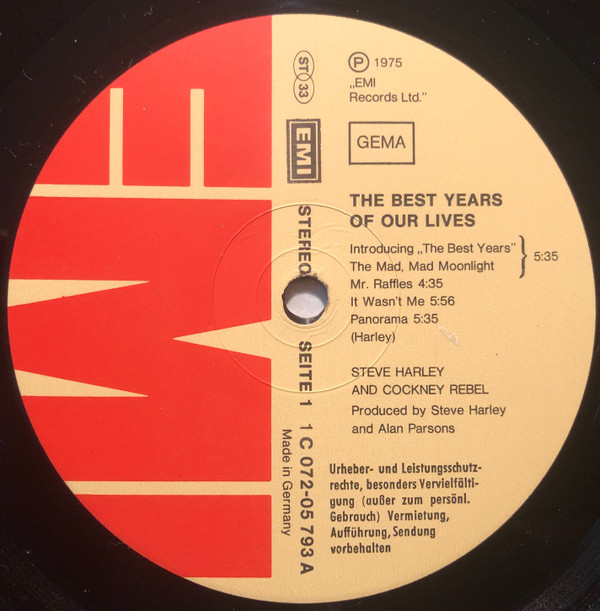 ST 33
EMI
STEREO SEITE 1 1 C 072-05 793 A
Made in Germany
Ⓟ 1975
„EMI
Records Ltd."
GEMA
THE BEST YEARS
OF OUR LIVES
Introducing „The Best Years"
The Mad, Mad Moonlight } 5:35
Mr. Raffles 4:35
It Wasn't Me 5:56
Panorama 5:35
(Harley)
STEVE HARLEY
AND COCKNEY REBEL
Produced by Steve Harley
and Alan Parsons
Urheber- und Leistungsschutz-
rechte, besonders Vervielfälti-
gung (außer zum persönl.
Gebrauch) Vermietung,
Aufführung, Sendung
vorbehalten
EMI